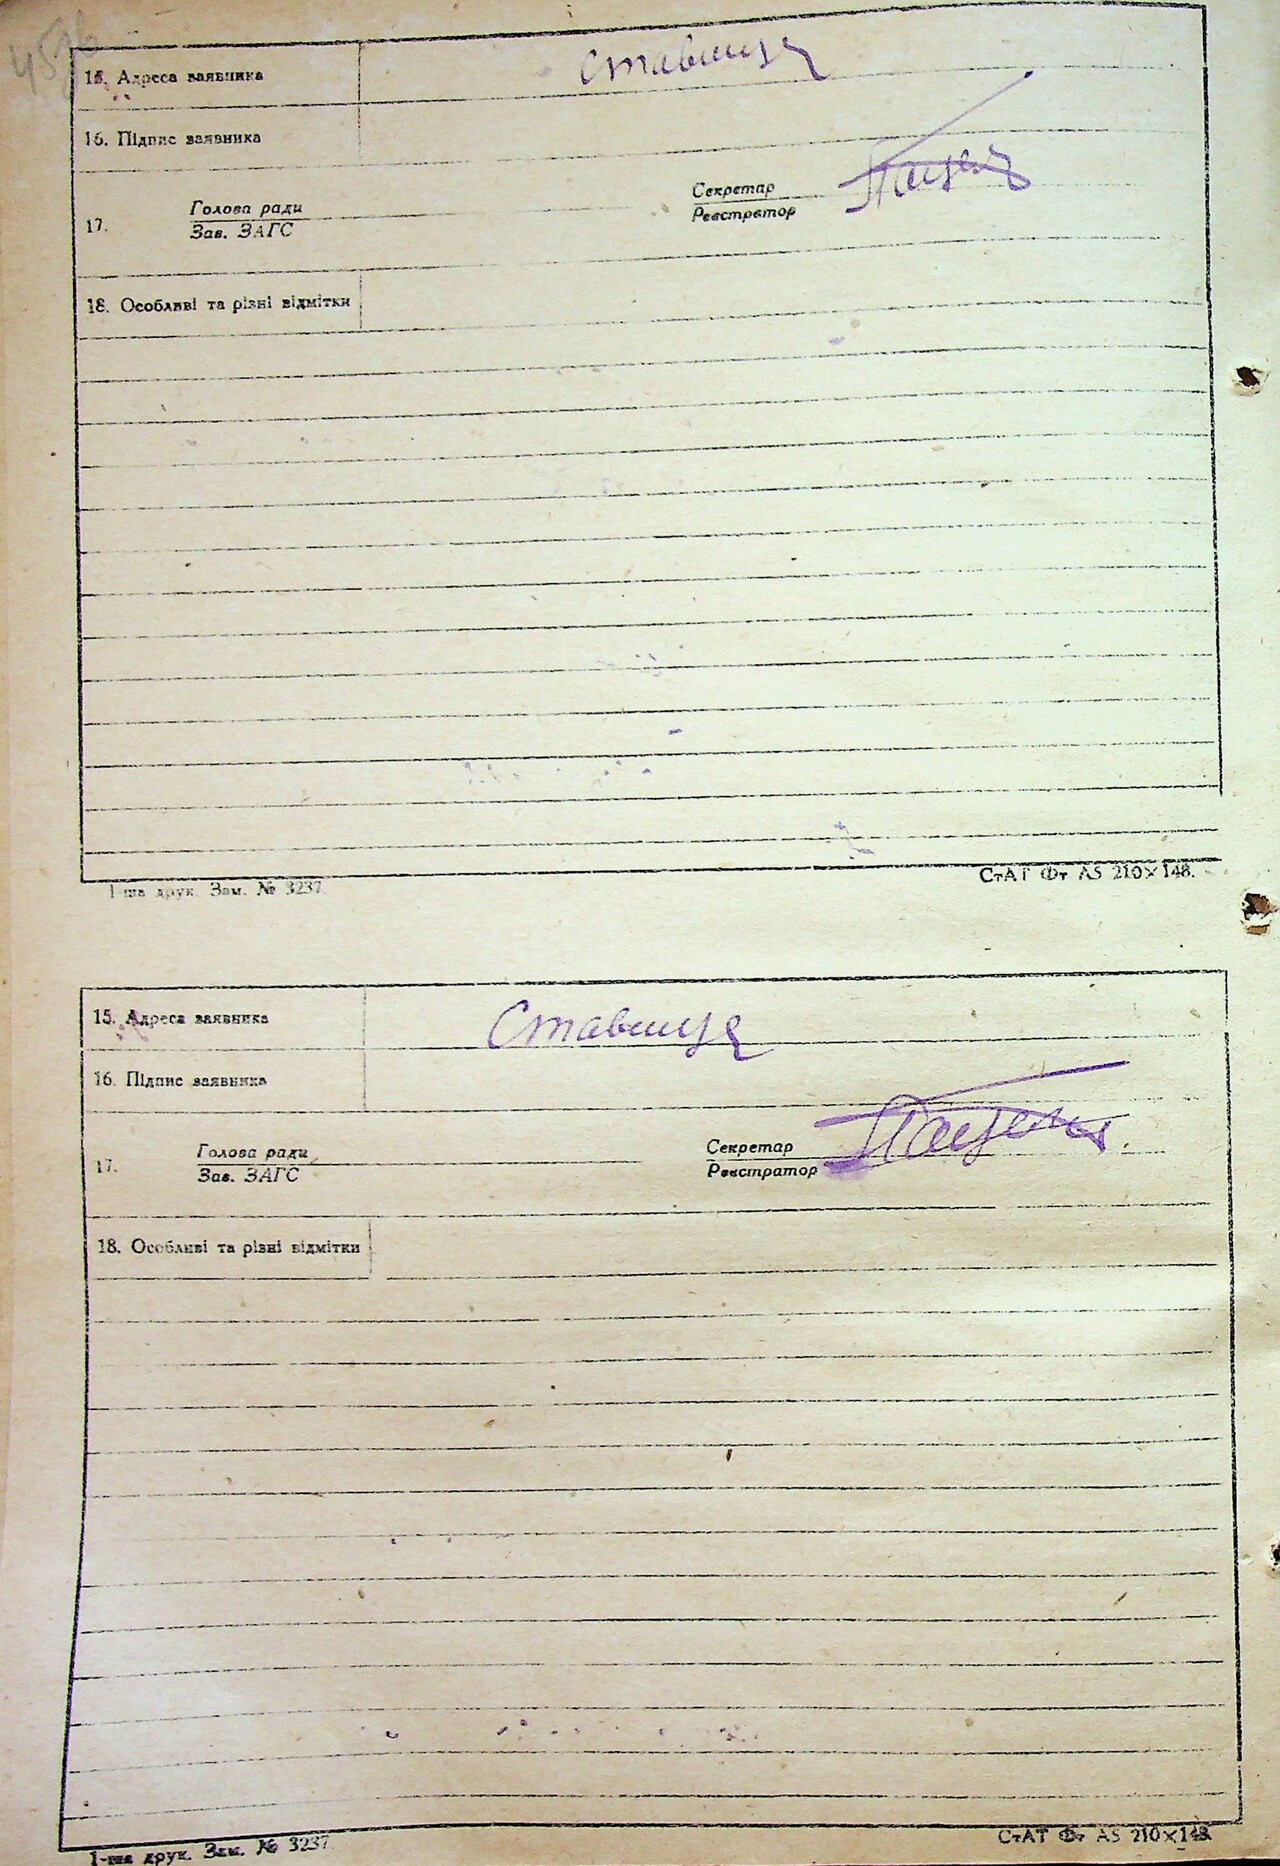 15. Адреса заявника Ставище
16. Підпис заявника
17. Голова ради Секретар
Зав. ЗАГС Реєстратор
18. Особливі та різні відмітки
1-ша друк. Зам. № 3237. СтАТ Фт А5 210×148.
15. Адреса заявника Ставище
16. Підпис заявника
17. Голова ради Секретар
Зав. ЗАГС Реєстратор
18. Особливі та різні відмітки
1-ша друк. Зам. № 3237 СтАТ Фт А5 210×148.